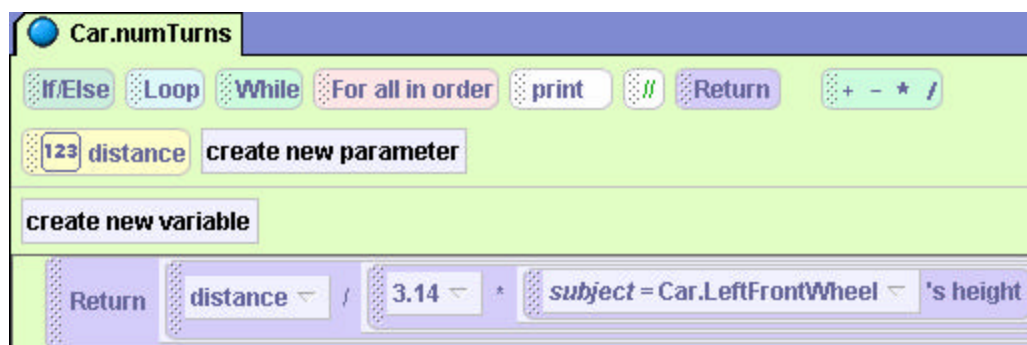 Car.numTurns
If/Else Loop While For all in order print // Return + - * /
123 distance create new parameter
create new variable
Return distance / 3.14 * subject = Car.LeftFrontWheel 's height